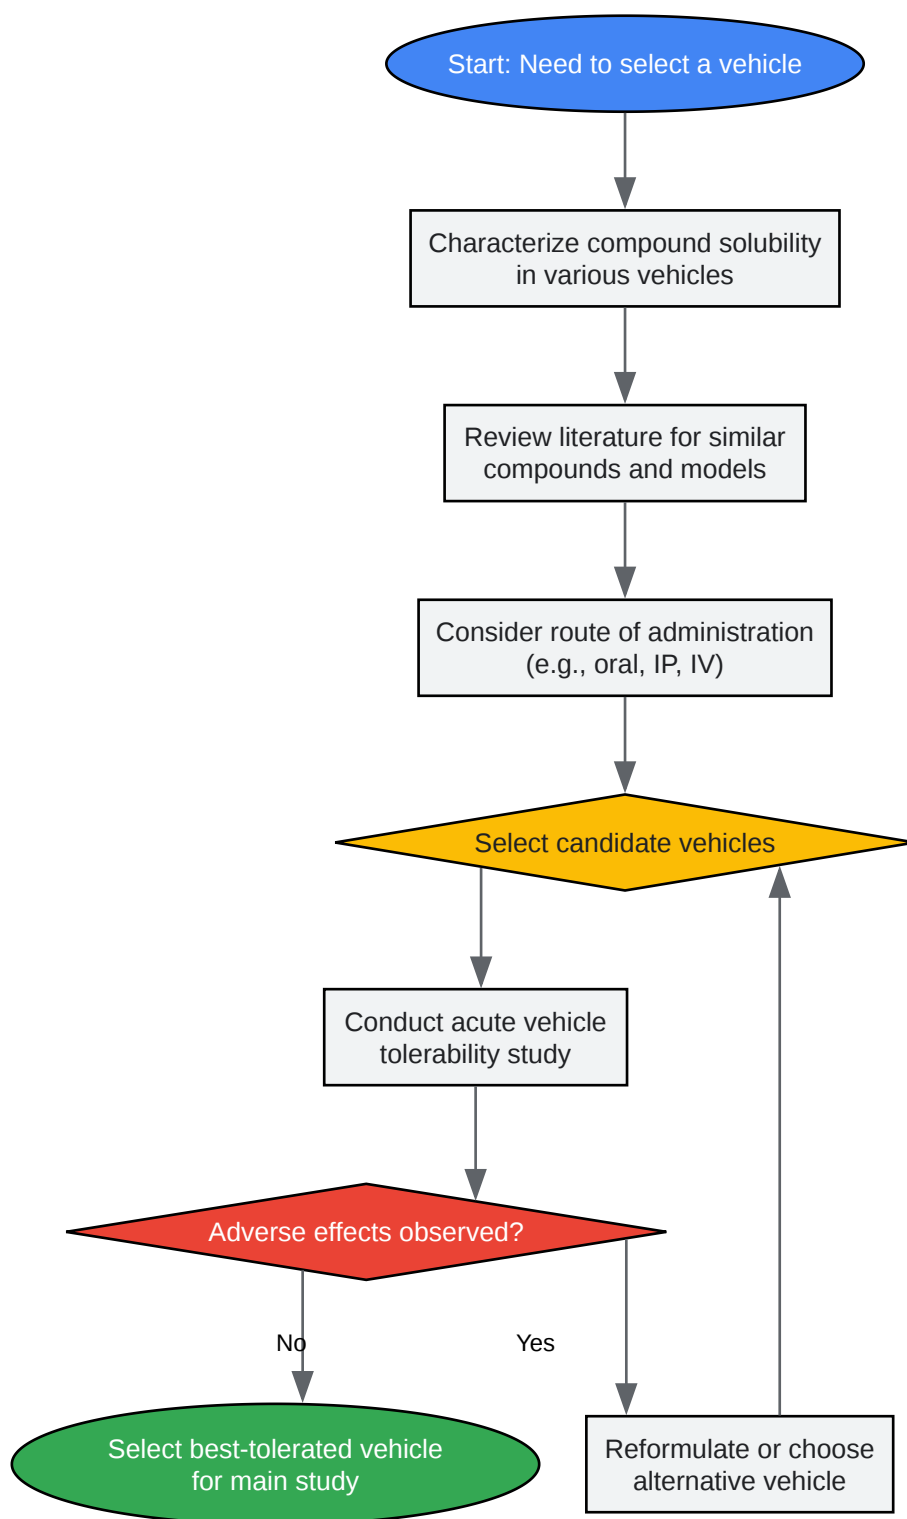 Start: Need to select a vehicle
Characterize compound solubility
in various vehicles
Review literature for similar
compounds and models
Consider route of administration
(e.g., oral, IP, IV)
Select candidate vehicles
Conduct acute vehicle
tolerability study
Adverse effects observed?
No
Yes
Select best-tolerated vehicle
for main study
Reformulate or choose
alternative vehicle